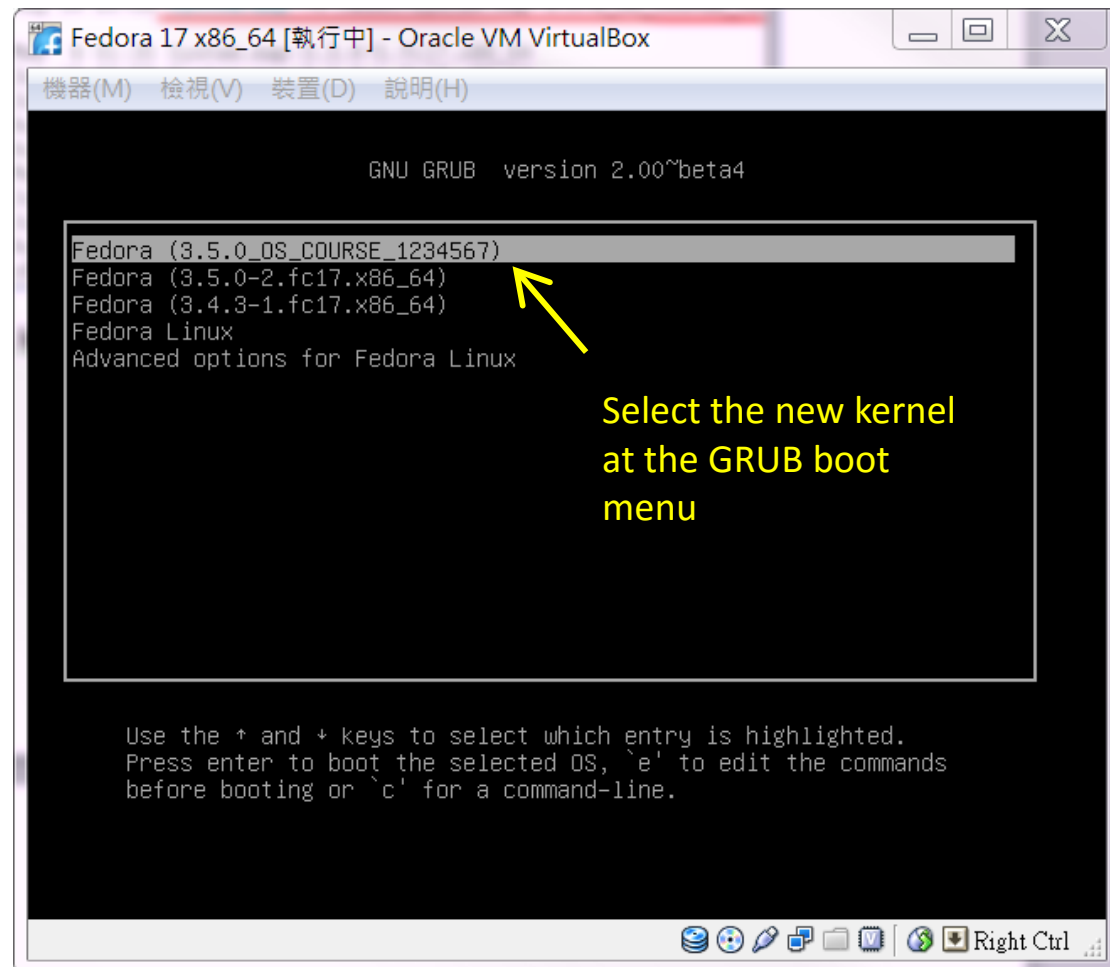 Fedora 17 x86_64 [執行中] - Oracle VM VirtualBox
機器(M) 檢視(V) 裝置(D) 說明(H)
GNU GRUB version 2.00~beta4
Fedora (3.5.0_OS_COURSE_1234567)
Fedora (3.5.0-2.fc17.x86_64)
Fedora (3.4.3-1.fc17.x86_64)
Fedora Linux
Advanced options for Fedora Linux
Select the new kernel
at the GRUB boot
menu
Use the ↑ and ↓ keys to select which entry is highlighted.
Press enter to boot the selected OS, `e' to edit the commands
before booting or `c' for a command-line.
Right Ctrl